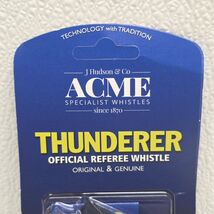 TECHNOLOGY with TRADITION
J Hudson & Co
ACME
SPECIALIST WHISTLES
since 1870
THUNDERER
OFFICIAL REFEREE WHISTLE
ORIGINAL & GENUINE